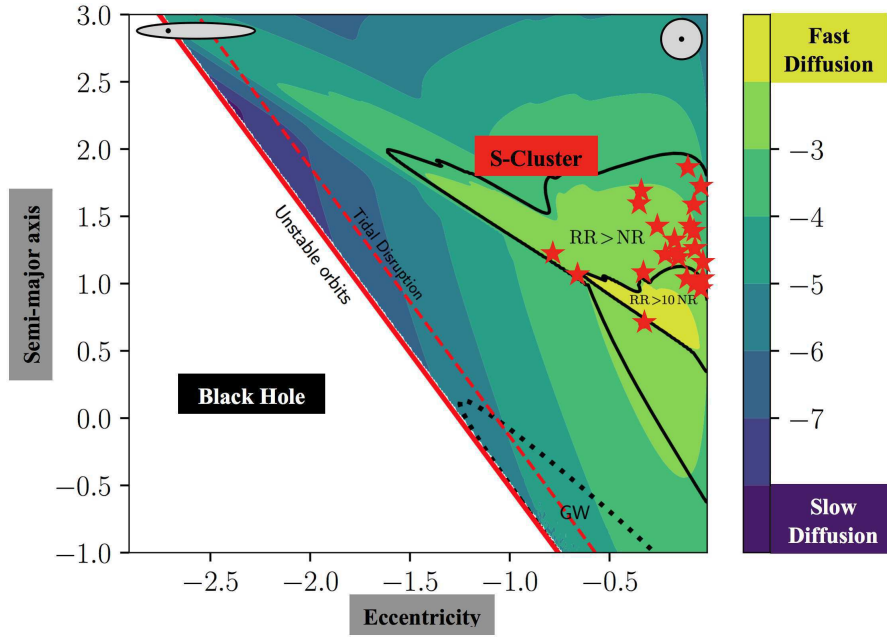 3.0
2.5
2.0
1.5
1.0
0.5
0.0
−0.5
−1.0
Semi-major axis
−2.5
−2.0
−1.5
−1.0
−0.5
Eccentricity
S-Cluster
RR>NR
RR>10 NR
Tidal Disruption
Unstable orbits
Black Hole
GW
Fast
Diffusion
−3
−4
−5
−6
−7
Slow
Diffusion